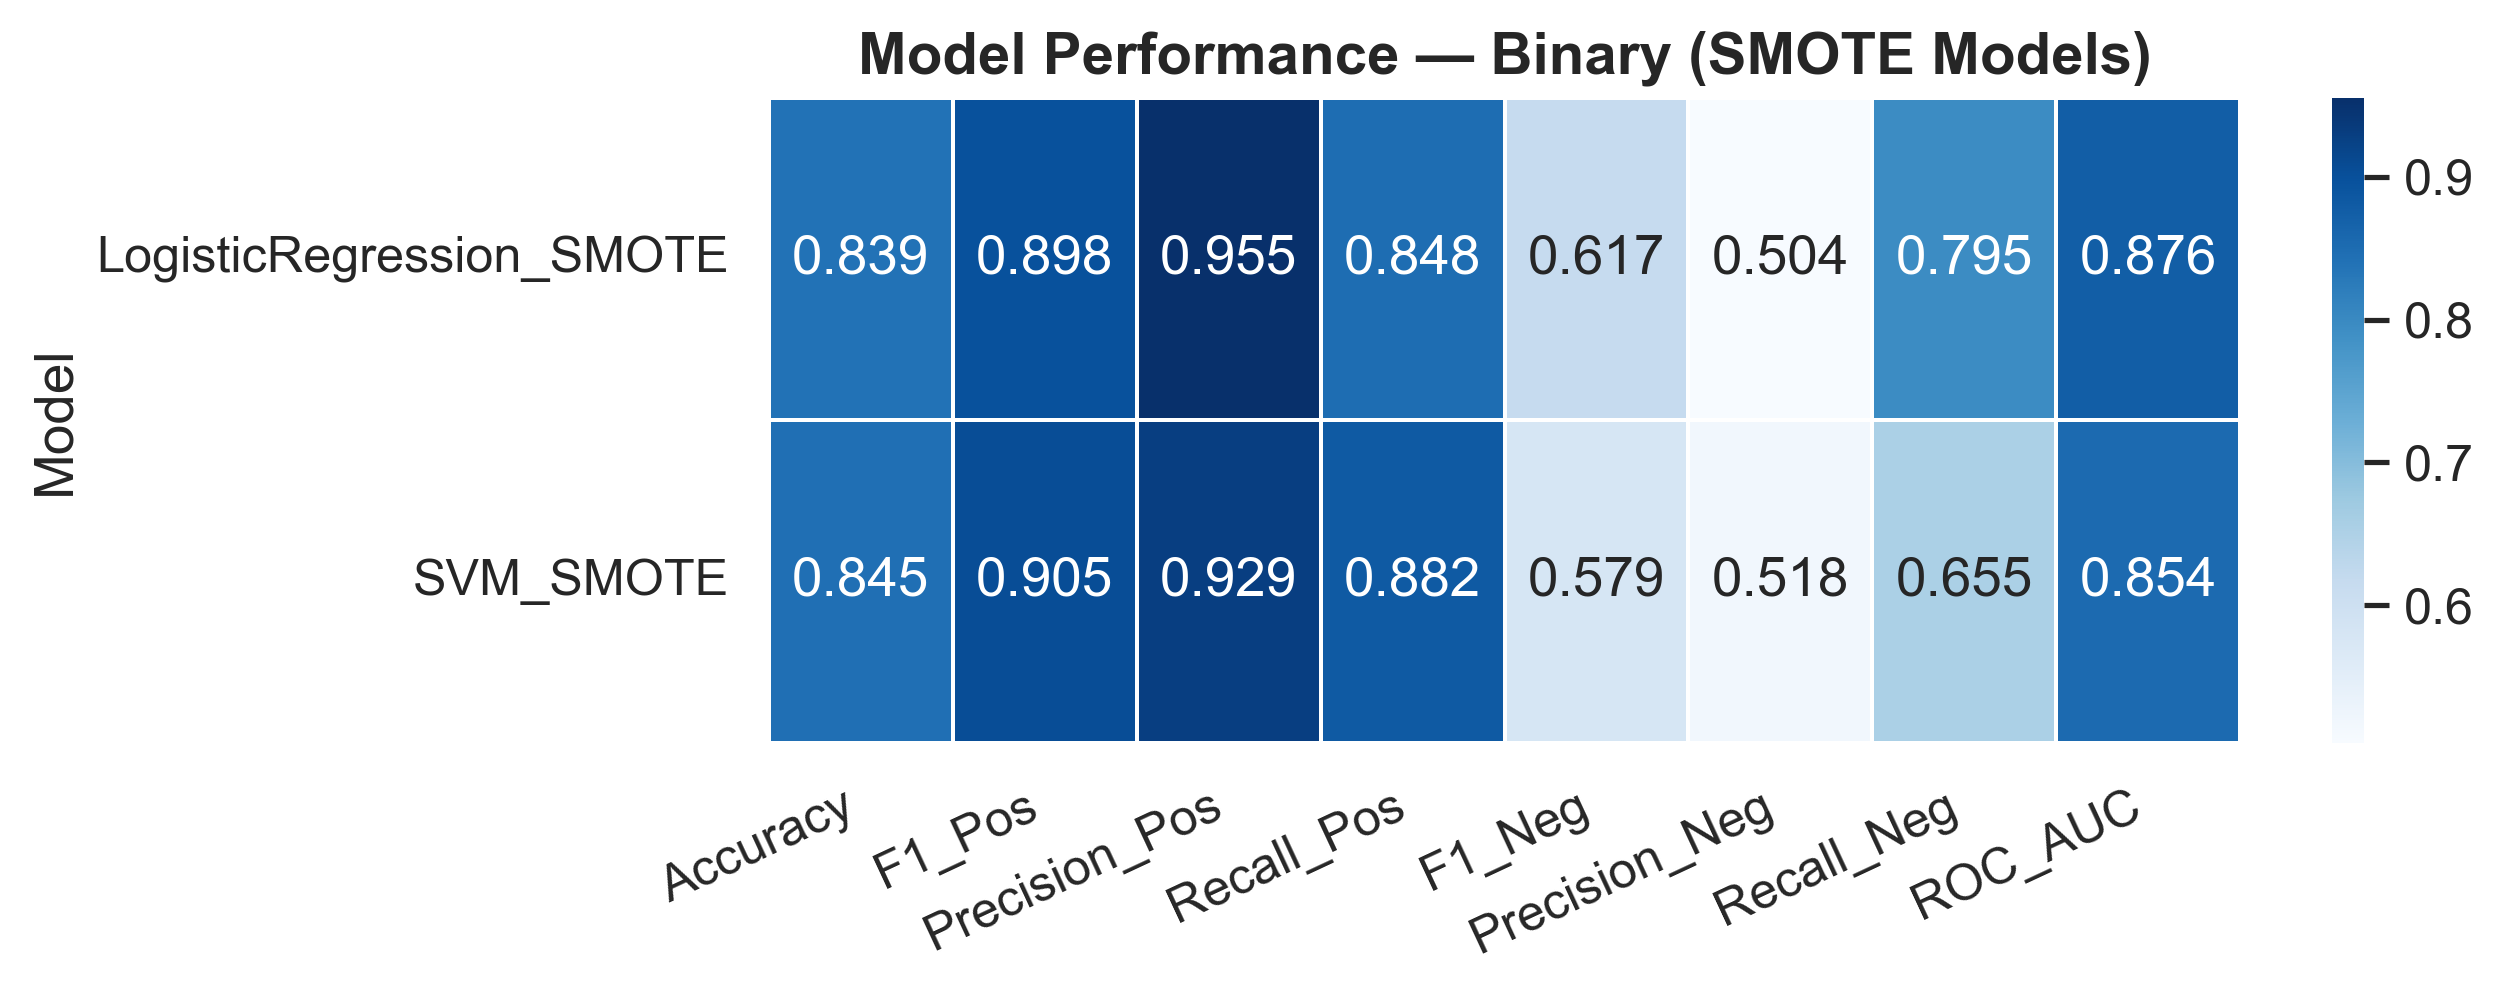 Model Performance — Binary (SMOTE Models)
Model
LogisticRegression_SMOTE
0.839 0.898 0.955 0.848 0.617 0.504 0.795 0.876
SVM_SMOTE
0.845 0.905 0.929 0.882 0.579 0.518 0.655 0.854
Accuracy
F1_Pos
Precision_Pos
Recall_Pos
F1_Neg
Precision_Neg
Recall_Neg
ROC_AUC
0.9
0.8
0.7
0.6